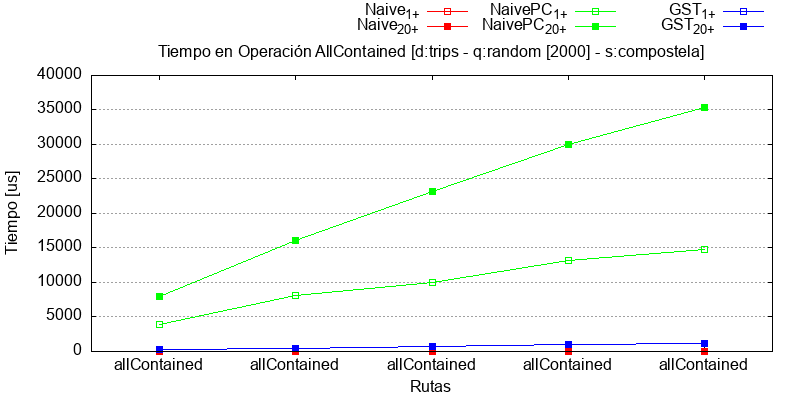 Naive1+ NaivePC1+ GST1+
Naive20+ NaivePC20+ GST20+
Tiempo en Operación AllContained [d:trips - q:random [2000] - s:compostela]
40000
35000
30000
25000
20000
15000
10000
5000
0
Tiempo [us]
allContained allContained allContained allContained allContained
Rutas